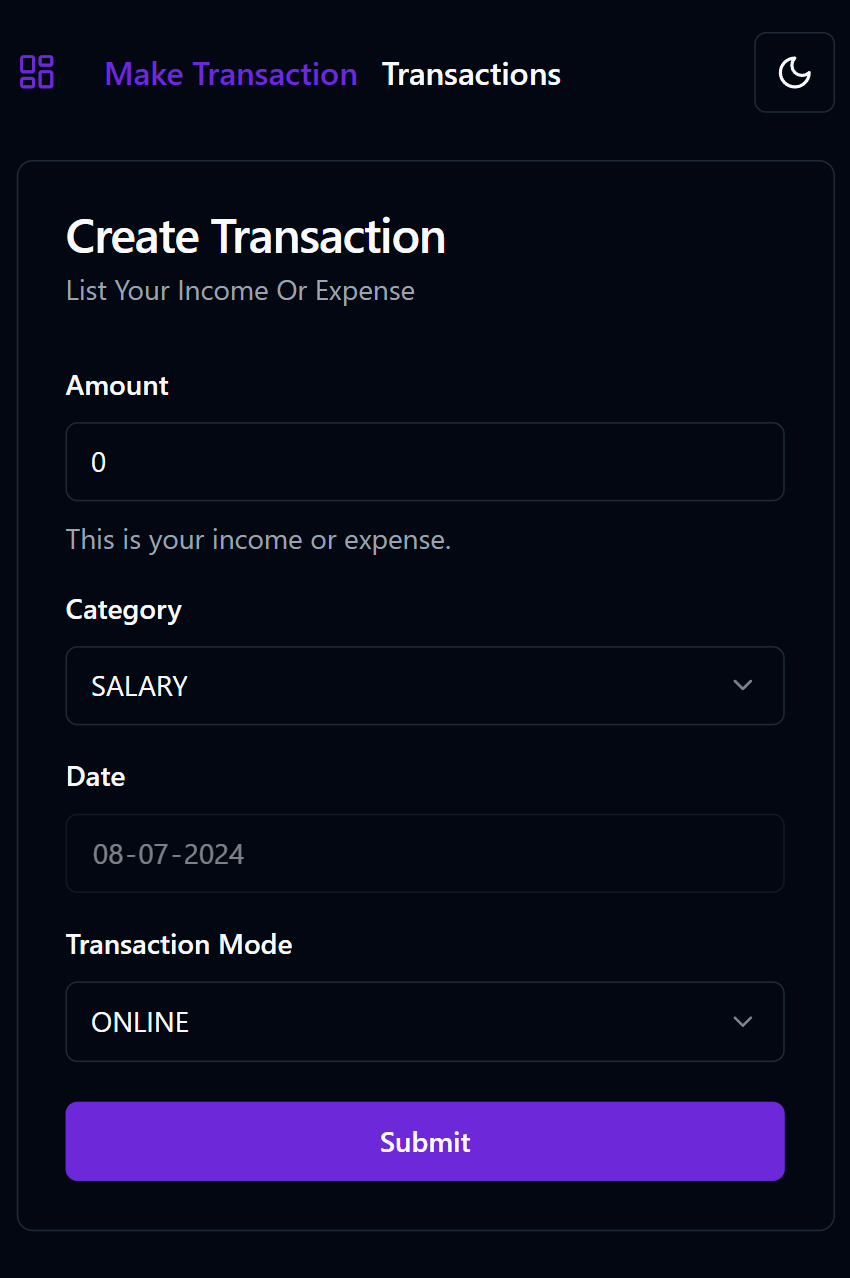 Make Transaction Transactions
Create Transaction
List Your Income Or Expense
Amount
0
This is your income or expense.
Category
SALARY
Date
08-07-2024
Transaction Mode
ONLINE
Submit